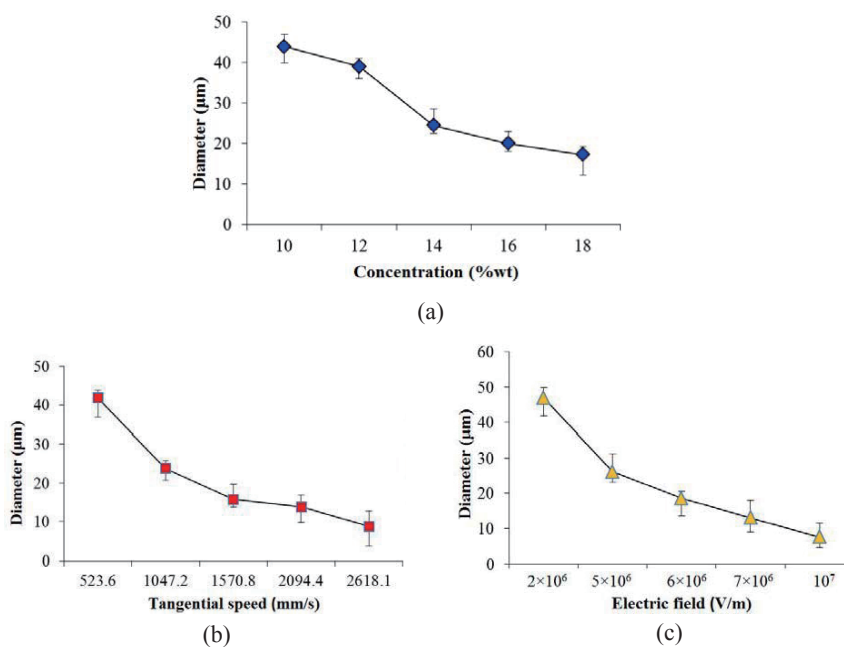 50
40
30
20
10
0
Diameter (µm)
10 12 14 16 18
Concentration (%wt)
(a)
50
40
30
20
10
0
Diameter (µm)
523.6 1047.2 1570.8 2094.4 2618.1
Tangential speed (mm/s)
(b)
60
50
40
30
20
10
0
Diameter (µm)
2×10⁶ 5×10⁶ 6×10⁶ 7×10⁶ 10⁷
Electric field (V/m)
(c)